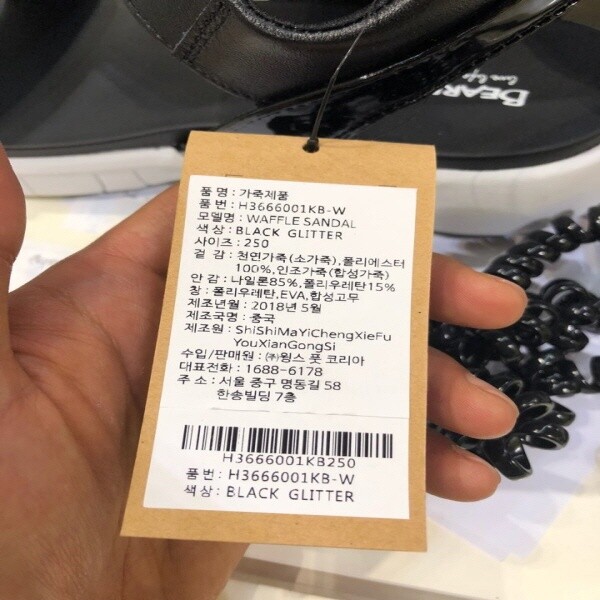 BEARP
품 명 : 가죽제품
품 번 : H3666001KB-W
모델명 : WAFFLE SANDAL
색 상 : BLACK GLITTER
사이즈 : 250
겉 감 : 천연가죽(소가죽),폴리에스터
100%,인조가죽(합성가죽)
안 감 : 나일론85%,폴리우레탄15%
창 : 폴리우레탄,EVA,합성고무
제조년월 : 2018년 5월
제조국명 : 중국
제조원 : ShiShiMaYiChengXieFu
YouXianGongSi
수입/판매원 : ㈜윙스 풋 코리아
대표전화 : 1688-6178
주 소 : 서울 중구 명동길 58
한송빌딩 7층
H3666001KB250
품 번 : H3666001KB-W
색 상 : BLACK GLITTER